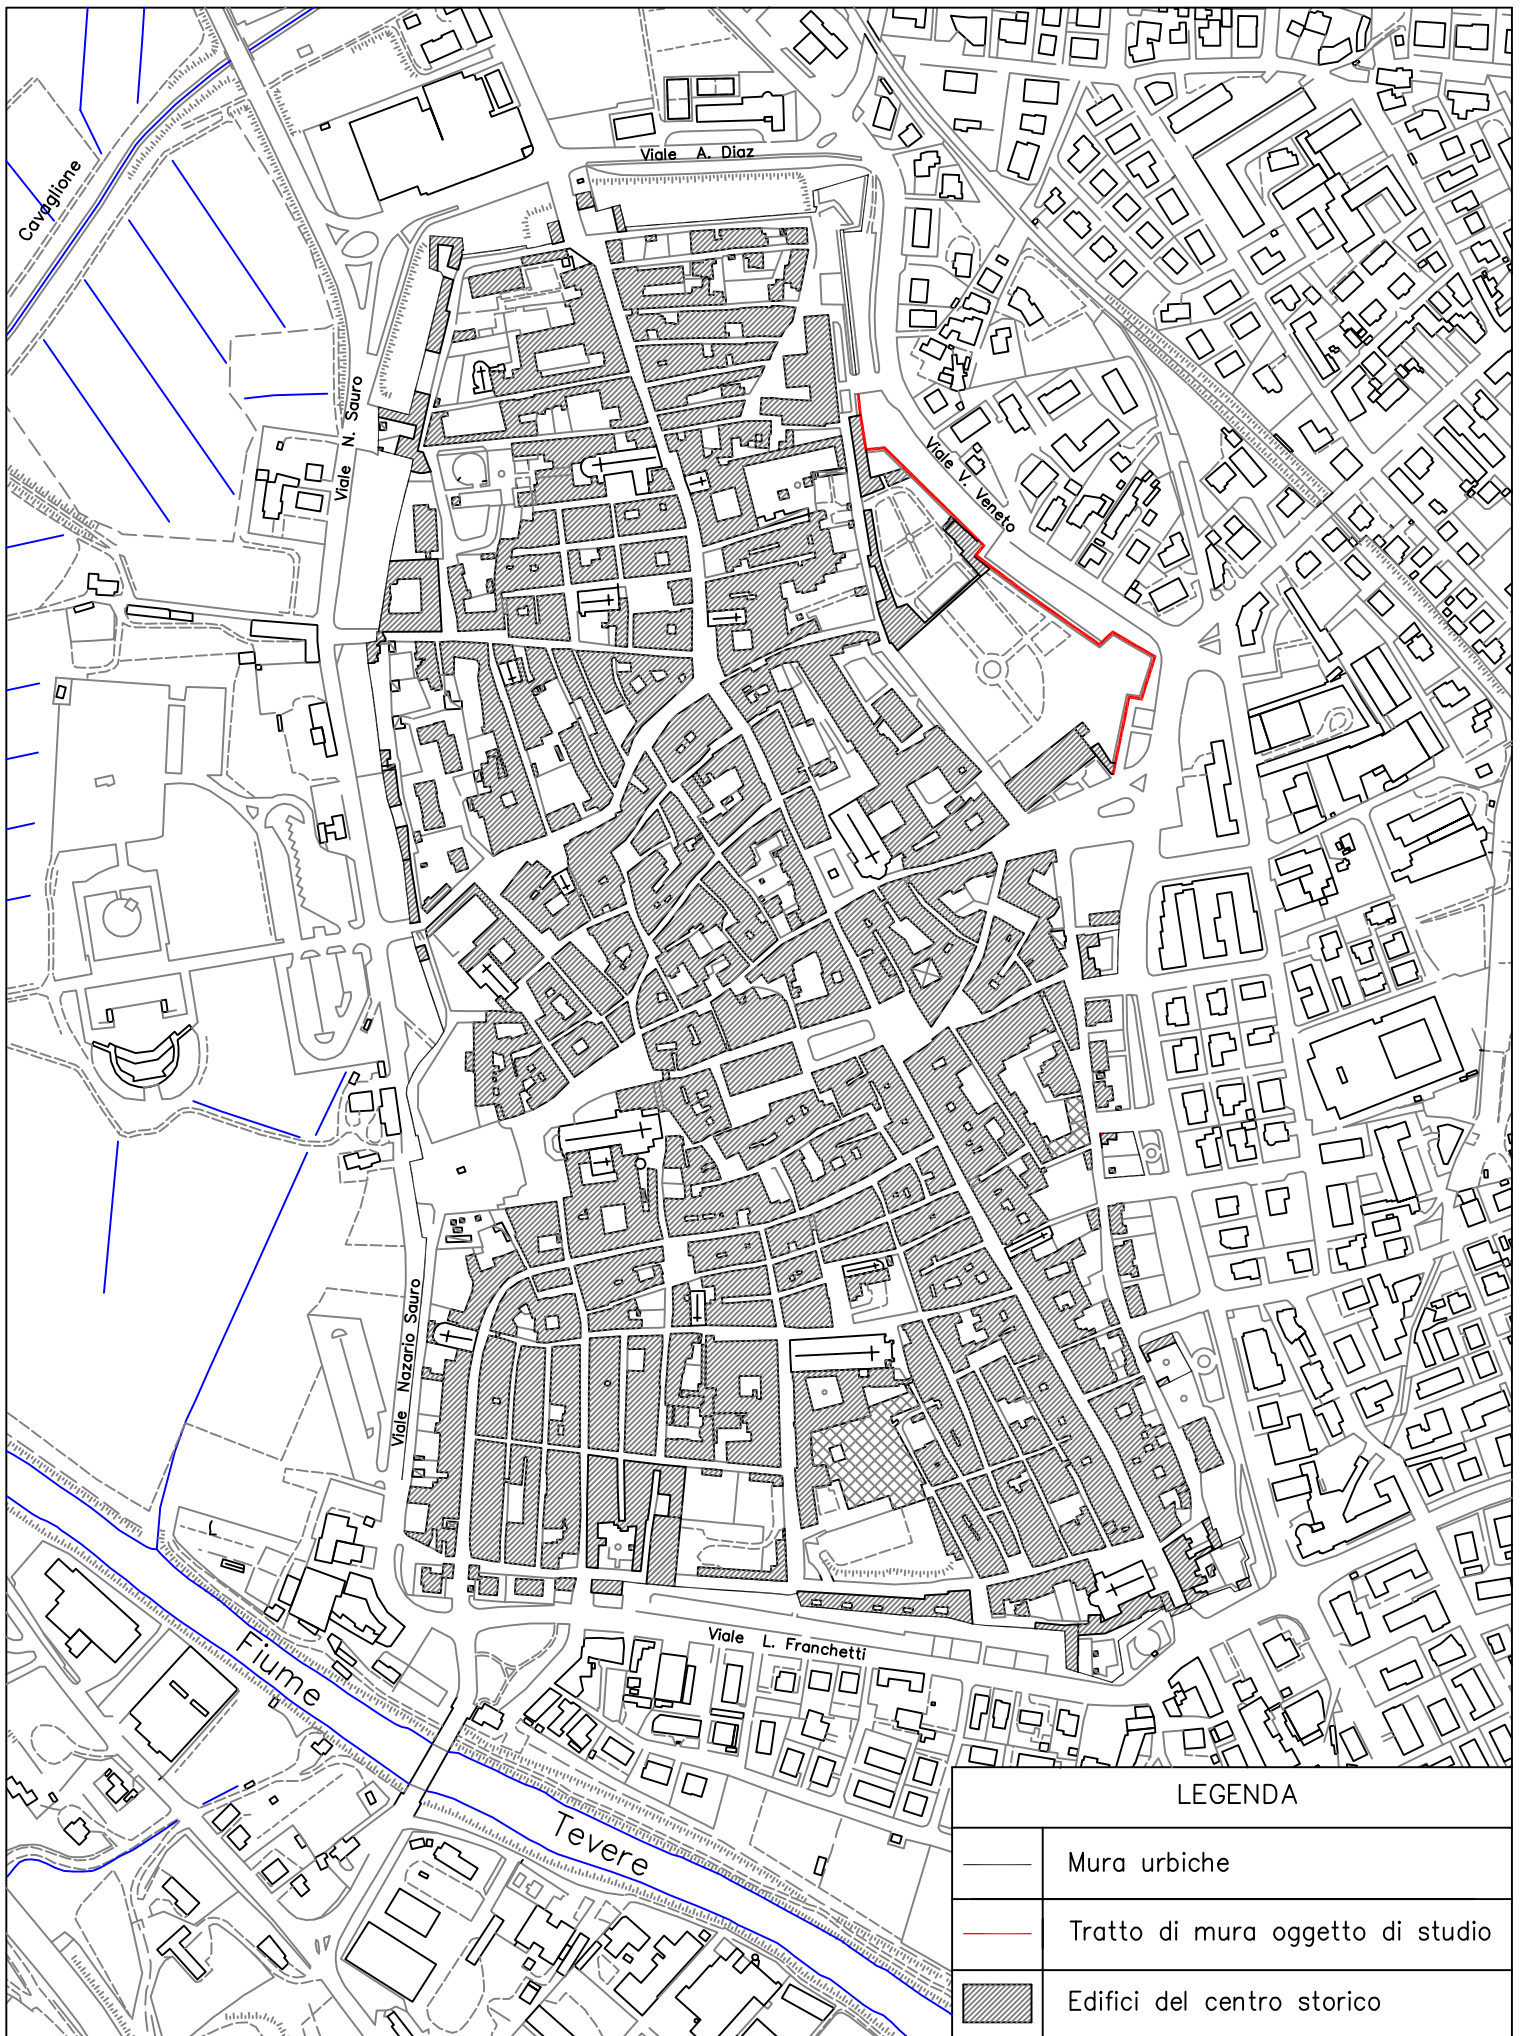 Viale A. Diaz
Cavaglione
Viale N. Sauro
Viale V. Veneto
Viale Nazario Sauro
Viale L. Franchetti
Fiume
Tevere
LEGENDA
Mura urbiche
Tratto di mura oggetto di studio
Edifici del centro storico